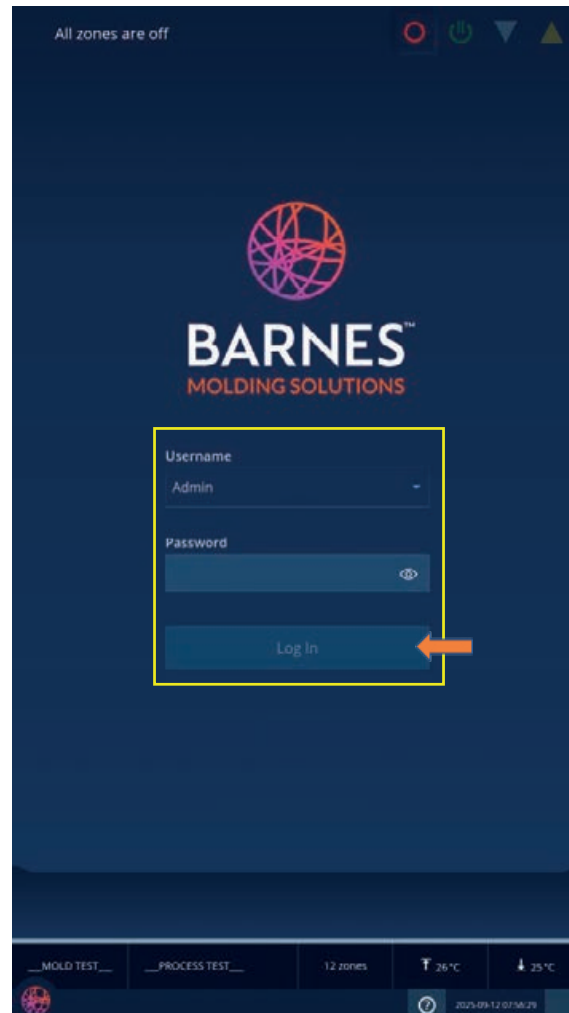 All zones are off
BARNES™
MOLDING SOLUTIONS
Username
Admin
Password
Log In
__MOLD TEST__ __PROCESS TEST__ 12 zones 26°C 25°C
2025-09-12 07:58:29